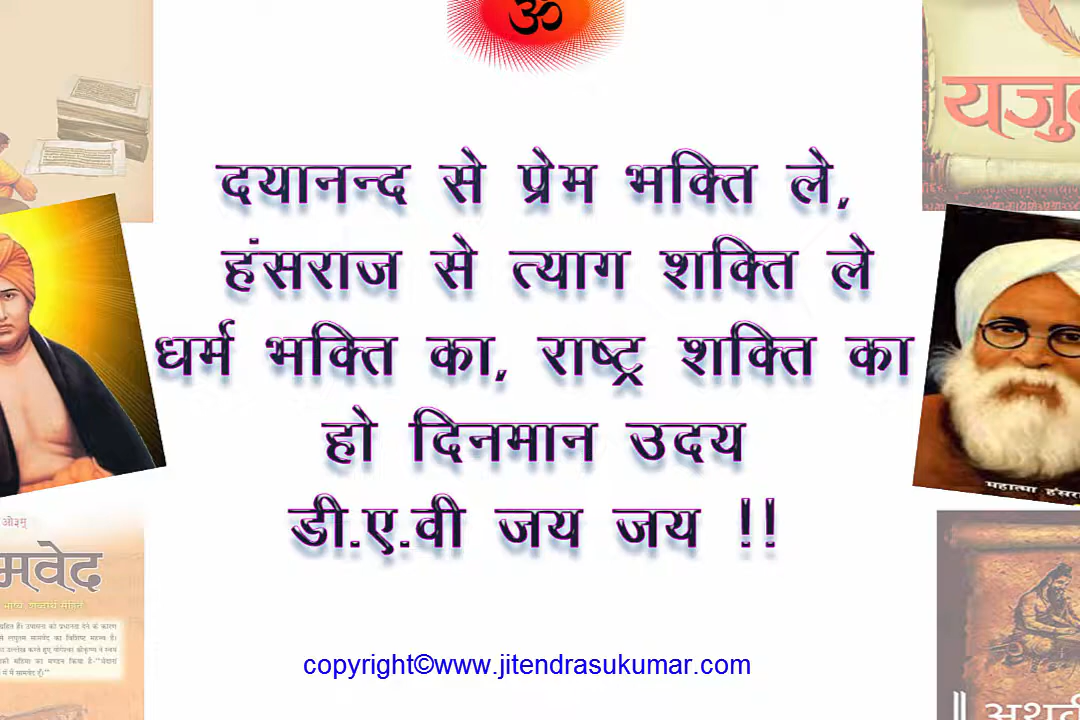 ॐ
यजु
दयानन्द से प्रेम भक्ति ले,
हंसराज से त्याग शक्ति ले
धर्म भक्ति का, राष्ट्र शक्ति का
हो दिनमान उदय
डी.ए.वी जय जय !!
महात्मा हंसरा
ओ३म्
मवेद
copyright©www.jitendrasukumar.com